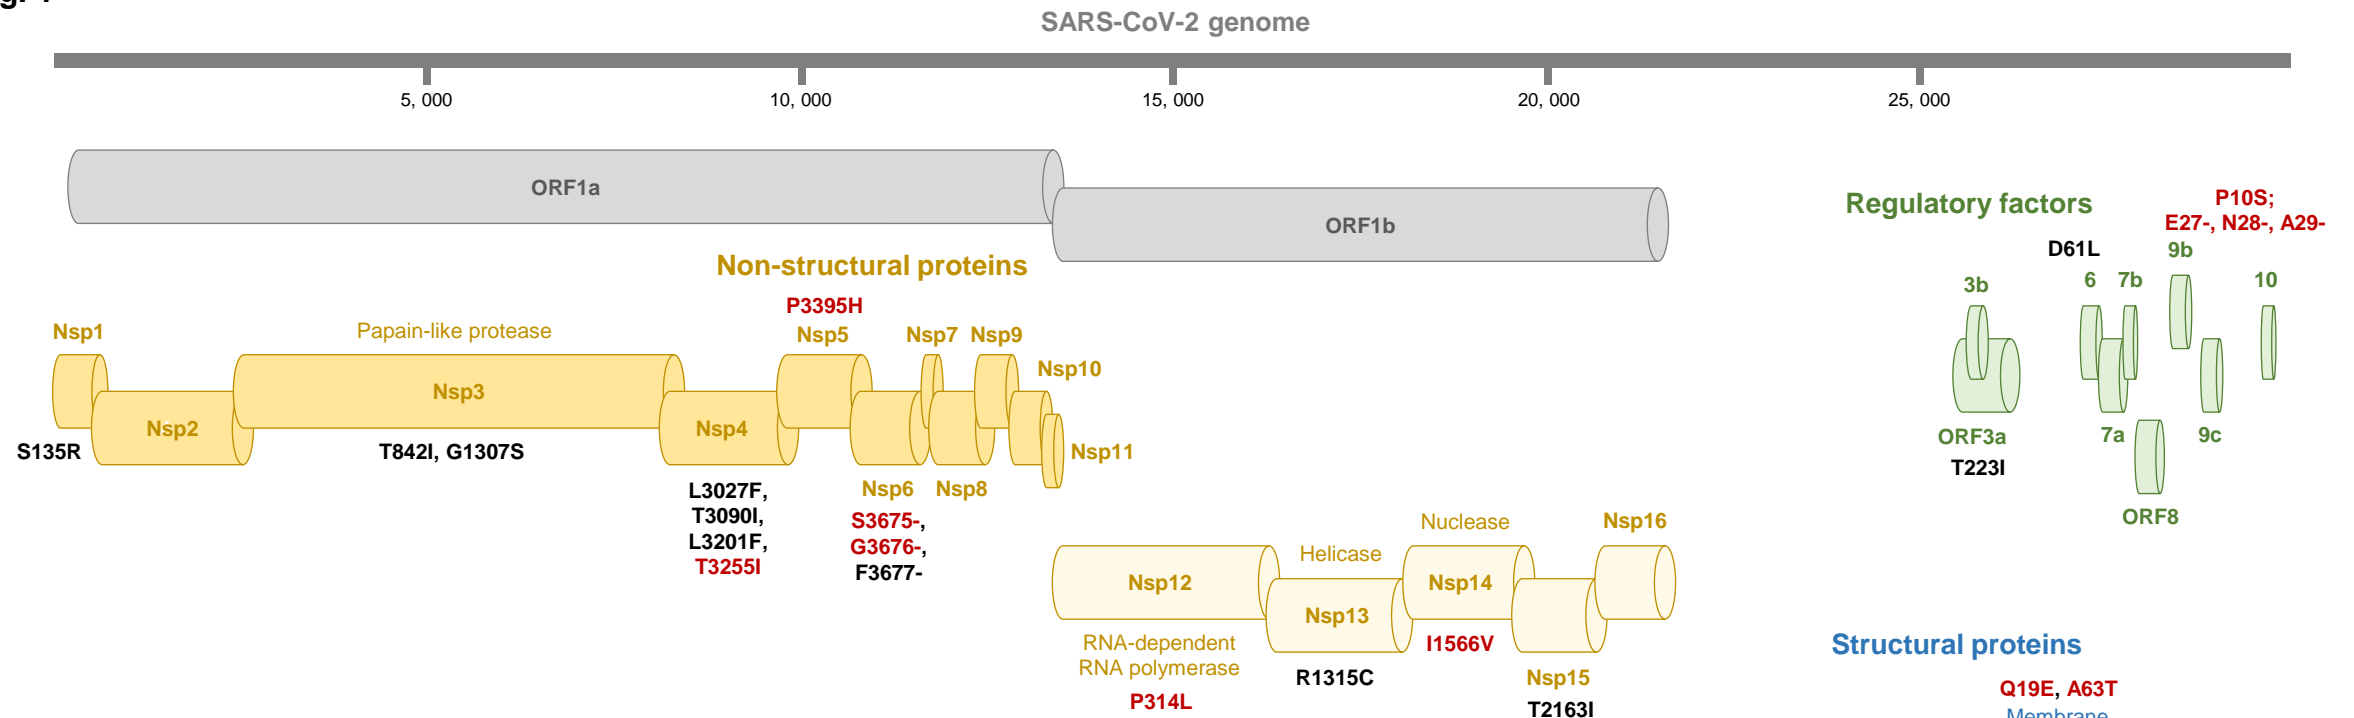 SARS-CoV-2 genome
5, 000
10, 000
15, 000
20, 000
25, 000
ORF1a
ORF1b
Non-structural proteins
P3395H
Nsp1
Papain-like protease
Nsp5
Nsp7
Nsp9
Nsp10
Nsp3
Nsp2
Nsp4
S135R
T842I, G1307S
Nsp11
L3027F,
T3090I,
L3201F,
T3255I
Nsp6
Nsp8
S3675-,
G3676-,
F3677-
Nuclease
Nsp16
Helicase
Nsp12
Nsp14
Nsp13
RNA-dependent
RNA polymerase
P314L
R1315C
I1566V
Nsp15
T2163I
Regulatory factors
P10S;
E27-, N28-, A29-
D61L
9b
3b
6
7b
10
ORF3a
T223I
7a
9c
ORF8
Structural proteins
Q19E, A63T
Membrane